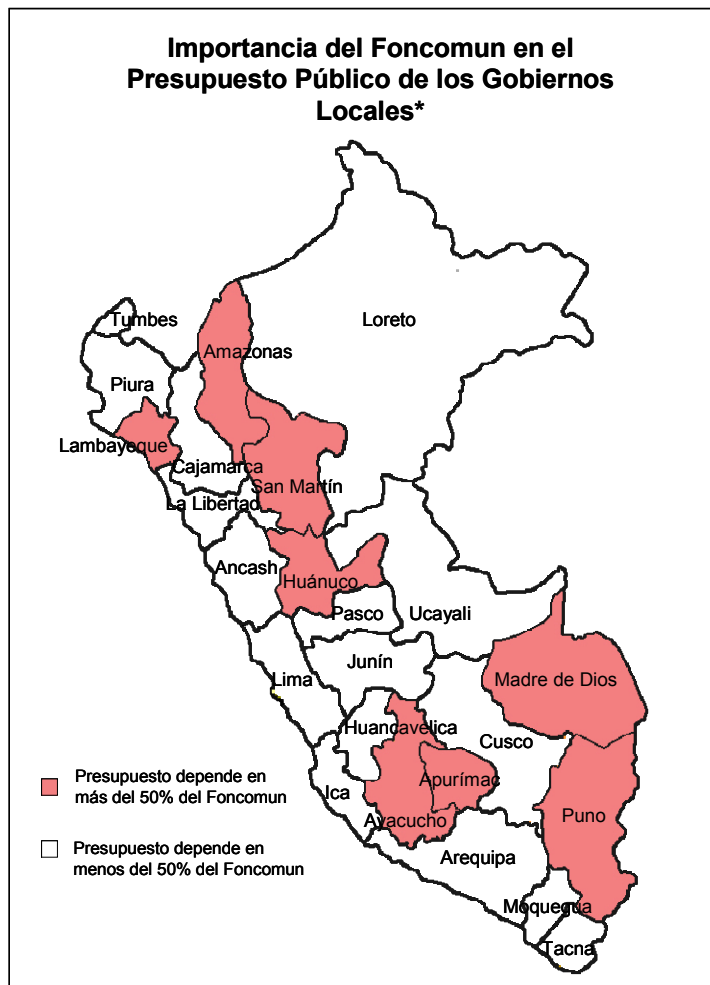 Importancia del Foncomun en el
Presupuesto Público de los Gobiernos
Locales*
Tumbes
Loreto
Amazonas
Piura
Lambayeque
Cajamarca
San Martín
La Libertad
Ancash
Huánuco
Pasco
Ucayali
Junín
Lima
Madre de Dios
Huancavelica
Cusco
Presupuesto depende en
más del 50% del Foncomun
Apurímac
Ica
Ayacucho
Puno
Presupuesto depende en
menos del 50% del Foncomun
Arequipa
Moquegua
Tacna